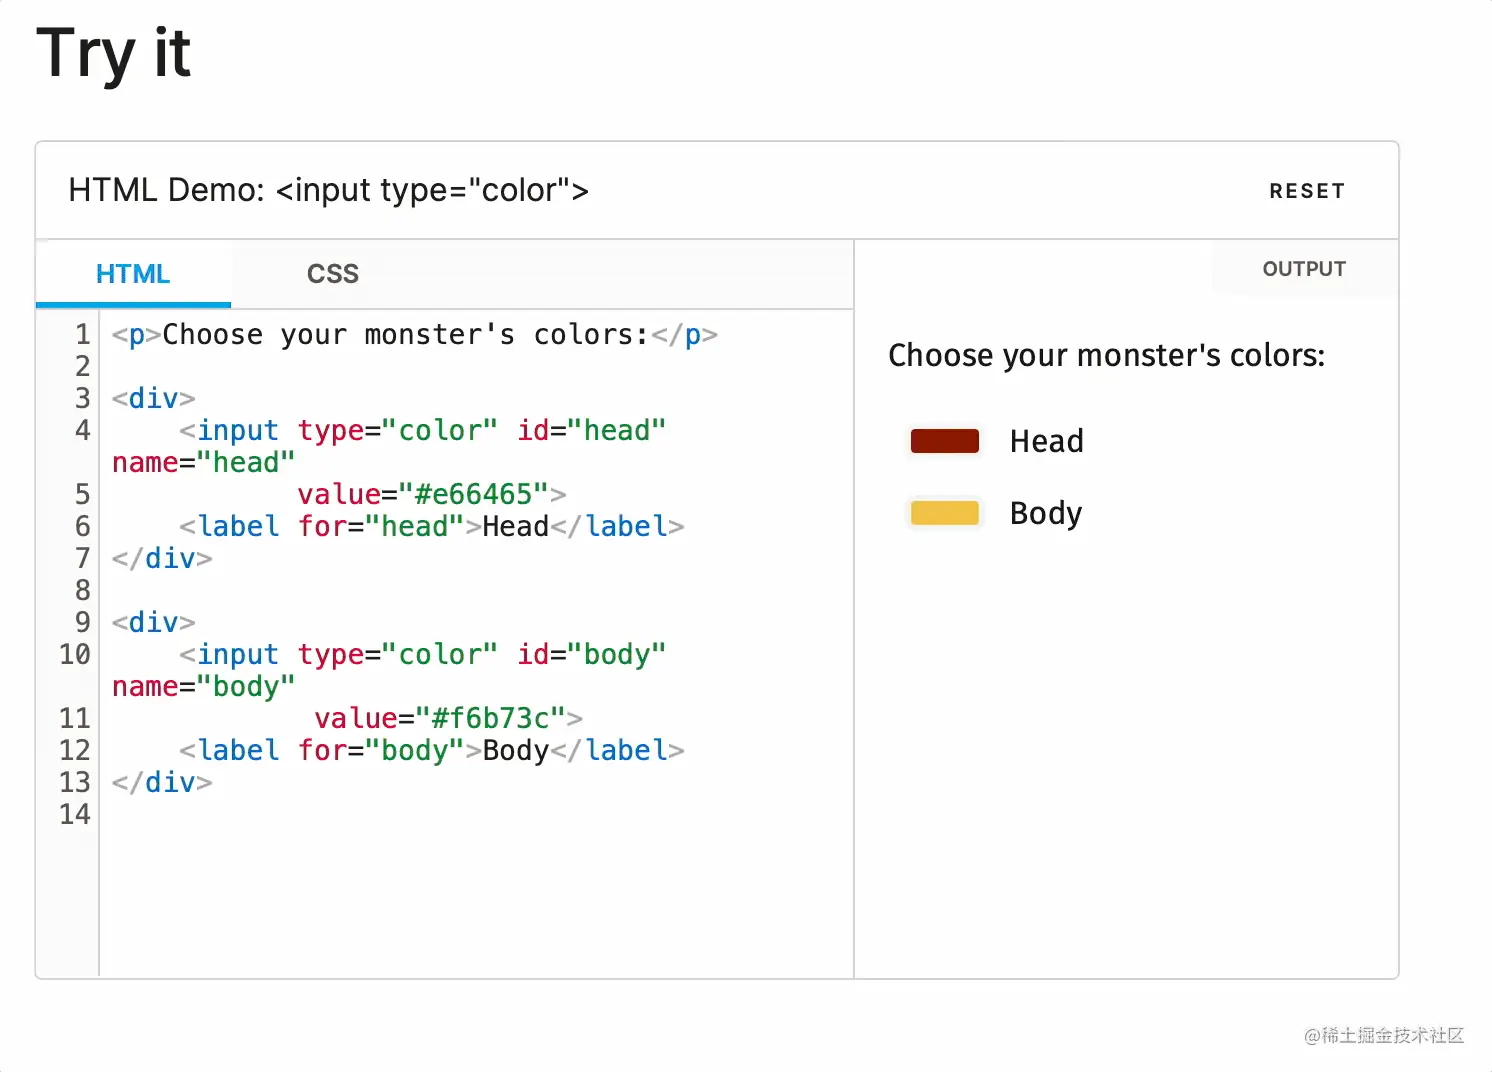 Try it
HTML Demo: <input type="color">
RESET
HTML
CSS
OUTPUT
1 <p>Choose your monster's colors:</p>
2
3 <div>
4     <input type="color" id="head"
name="head"
5            value="#e66465">
6     <label for="head">Head</label>
7 </div>
8
9 <div>
10     <input type="color" id="body"
name="body"
11             value="#f6b73c">
12     <label for="body">Body</label>
13 </div>
14
Choose your monster's colors:
Head
Body
@稀土掘金技术社区